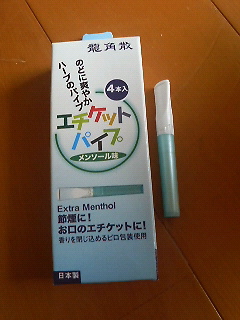 龍角散
のどに爽やか
ハーブのパイプ
4本入
エチケット
パイプ
メンソール味
Extra Menthol
節煙に!
お口のエチケットに!
香りを閉じ込めるピロ包装使用
日本製